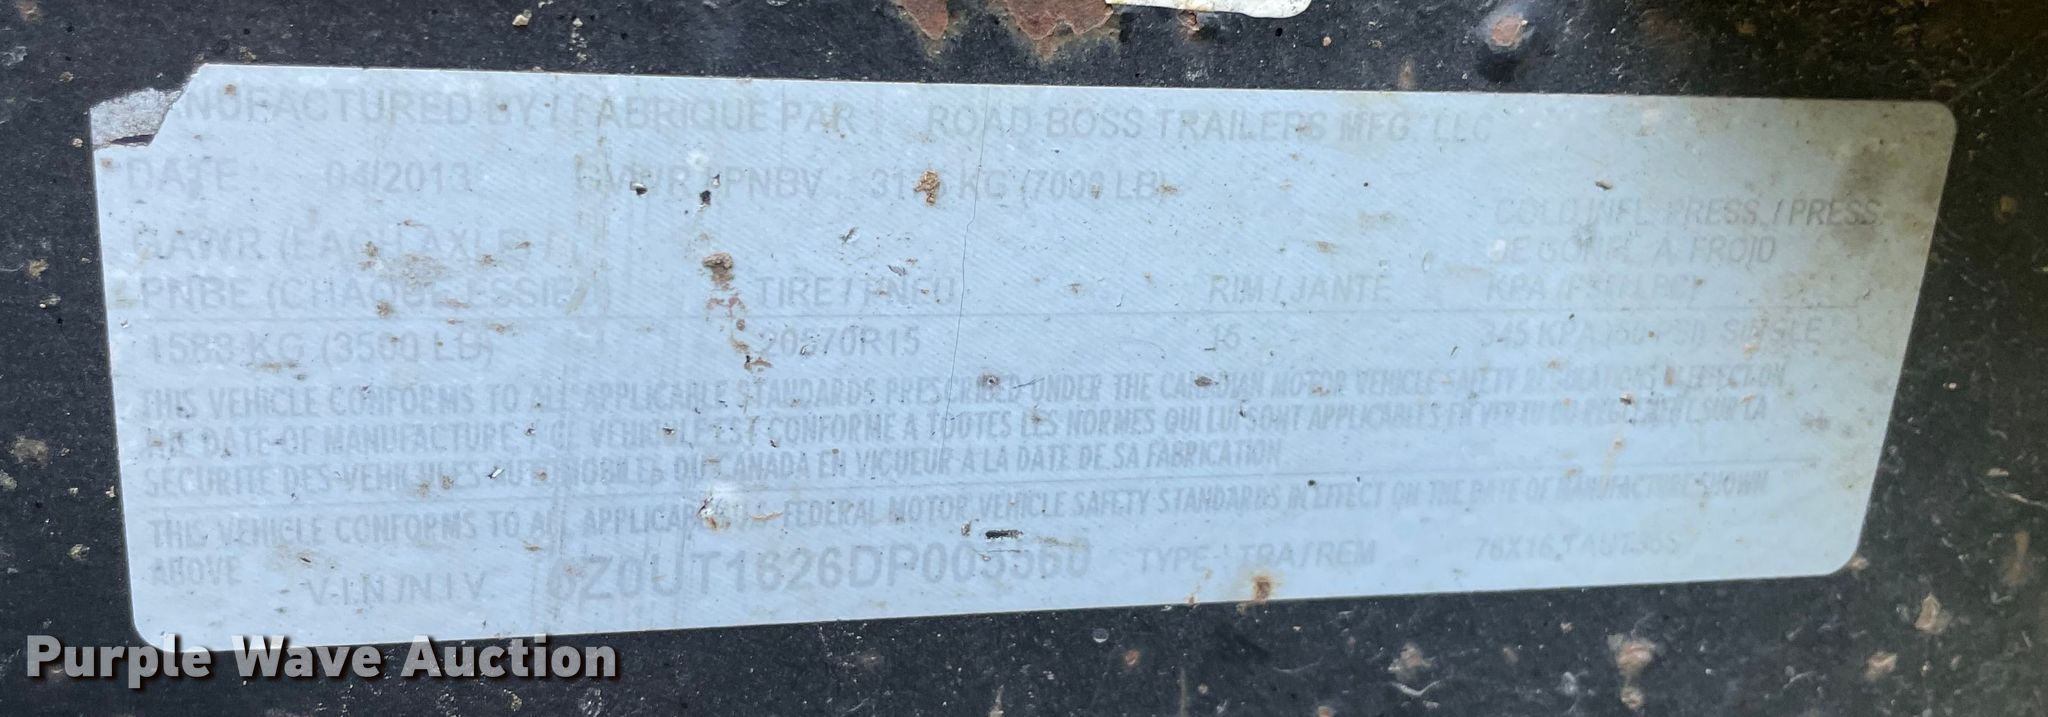 MANUFACTURED BY / FABRIQUE PAR / ROAD BOSS TRAILERS MFG. LLC
DATE 04/2013 GVWR / PNBV KG (7000 LB)
COLD INFL. PRESS. / PRESS.
GAWR (EACH AXLE) / DE GONFL. A. FROID
PNBE (CHAQUE ESSIEU) TIRE / PNEU RIM / JANTE KPA (PSI/LPC)
KG (3500 LB) 20570R15 345 KPA (50 PSI) SINGLE
THIS VEHICLE CONFORMS TO ALL APPLICABLE STANDARDS PRESCRIBED UNDER THE CANADIAN MOTOR VEHICLE SAFETY REGULATIONS IN EFFECT ON
THE DATE OF MANUFACTURE / CE VEHICULE EST CONFORME A TOUTES LES NORMES QUI LUI SONT APPLICABLES EN VERTU DU REGLEMENT SUR LA
SECURITE DES VEHICULES AUTOMOBILES DU CANADA EN VIGUEUR A LA DATE DE SA FABRICATION
THIS VEHICLE CONFORMS TO ALL APPLICABLE FEDERAL MOTOR VEHICLE SAFETY STANDARDS IN EFFECT ON THE DATE OF MANUFACTURE SHOWN
ABOVE V.I.N./N.I.V. TYPE TRA/REM
Purple Wave Auction